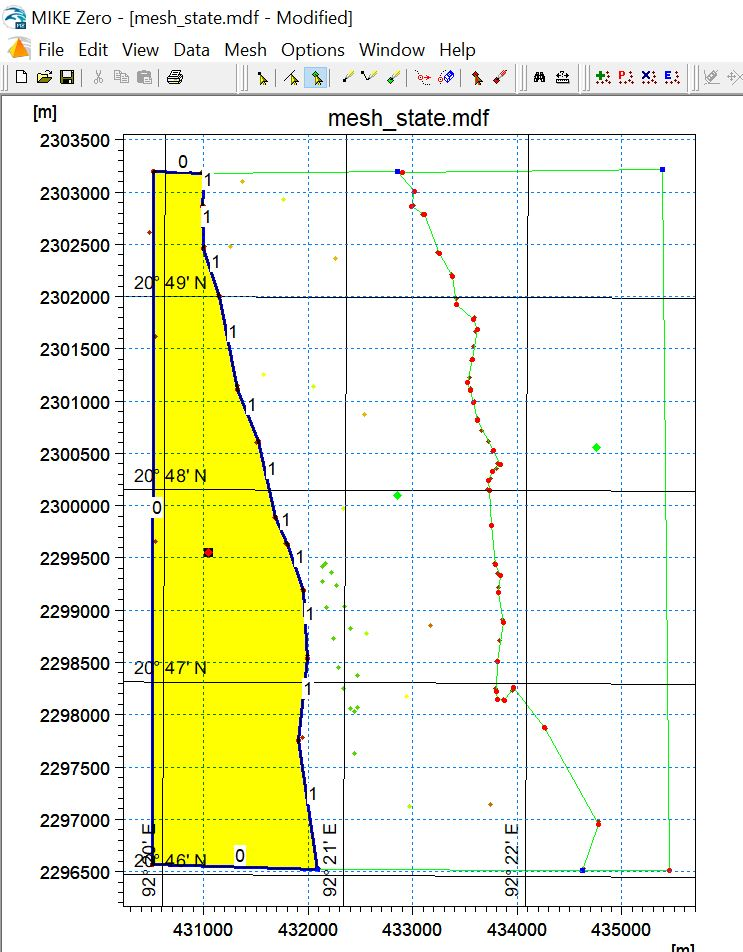 MIKE Zero - [mesh_state.mdf - Modified]
File Edit View Data Mesh Options Window Help
P. E.
[m]
mesh_state.mdf
2303500
0
2303000
1
1
2302500
1
20° 49' N
2302000
1
2301500
2301000
1
2300500
1
20° 48' N
2300000
0
1
2299500
1
2299000
1
2298500
20° 47' N
1
2298000
2297500
1
2297000
92° 20' E
92° 21' E
92° 22' E
20° 46' N
0
2296500
431000 432000 433000 434000 435000
[m]